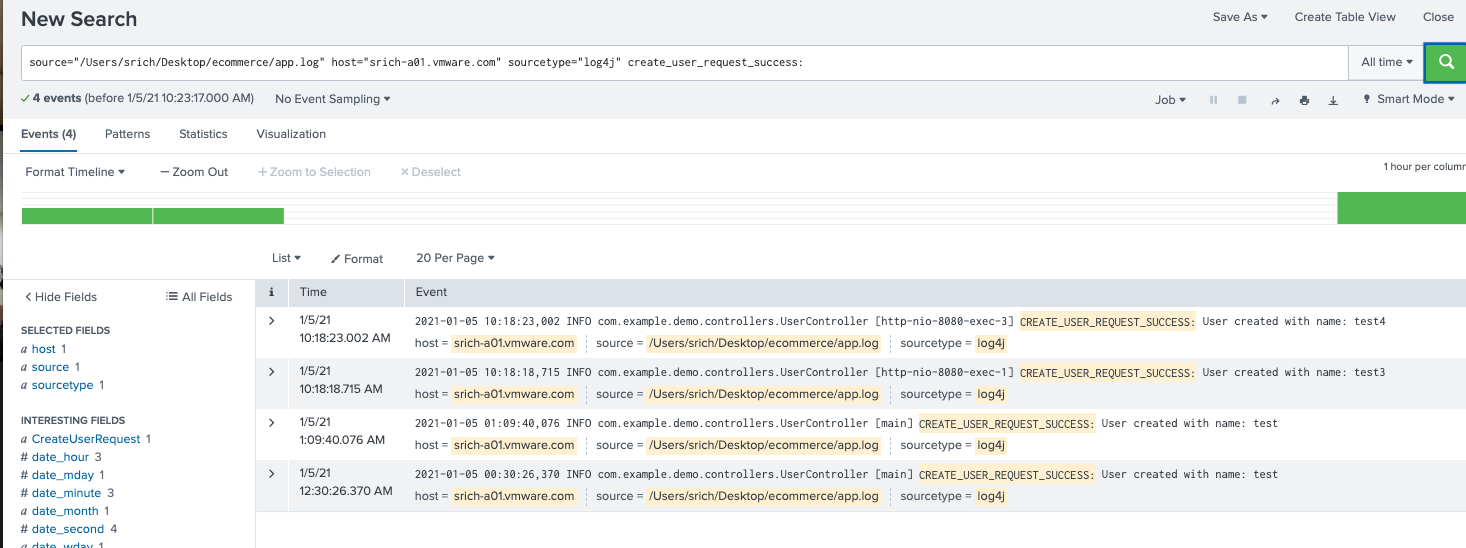 New Search
Save As Create Table View Close
source="/Users/srich/Desktop/ecommerce/app.log" host="srich-a01.vmware.com" sourcetype="log4j" create_user_request_success:
All time
✓ 4 events (before 1/5/21 10:23:17.000 AM) No Event Sampling
Job Smart Mode
Events (4) Patterns Statistics Visualization
Format Timeline — Zoom Out + Zoom to Selection × Deselect
1 hour per column
List Format 20 Per Page
< Hide Fields All Fields
SELECTED FIELDS
a host 1
a source 1
a sourcetype 1
INTERESTING FIELDS
a CreateUserRequest 1
# date_hour 3
# date_mday 1
# date_minute 3
a date_month 1
# date_second 4
a date_wday 1
i Time Event
> 1/5/21
10:18:23.002 AM
2021-01-05 10:18:23,002 INFO com.example.demo.controllers.UserController [http-nio-8080-exec-3] CREATE_USER_REQUEST_SUCCESS: User created with name: test4
host = srich-a01.vmware.com source = /Users/srich/Desktop/ecommerce/app.log sourcetype = log4j
> 1/5/21
10:18:18.715 AM
2021-01-05 10:18:18,715 INFO com.example.demo.controllers.UserController [http-nio-8080-exec-1] CREATE_USER_REQUEST_SUCCESS: User created with name: test3
host = srich-a01.vmware.com source = /Users/srich/Desktop/ecommerce/app.log sourcetype = log4j
> 1/5/21
1:09:40.076 AM
2021-01-05 01:09:40,076 INFO com.example.demo.controllers.UserController [main] CREATE_USER_REQUEST_SUCCESS: User created with name: test
host = srich-a01.vmware.com source = /Users/srich/Desktop/ecommerce/app.log sourcetype = log4j
> 1/5/21
12:30:26.370 AM
2021-01-05 00:30:26,370 INFO com.example.demo.controllers.UserController [main] CREATE_USER_REQUEST_SUCCESS: User created with name: test
host = srich-a01.vmware.com source = /Users/srich/Desktop/ecommerce/app.log sourcetype = log4j